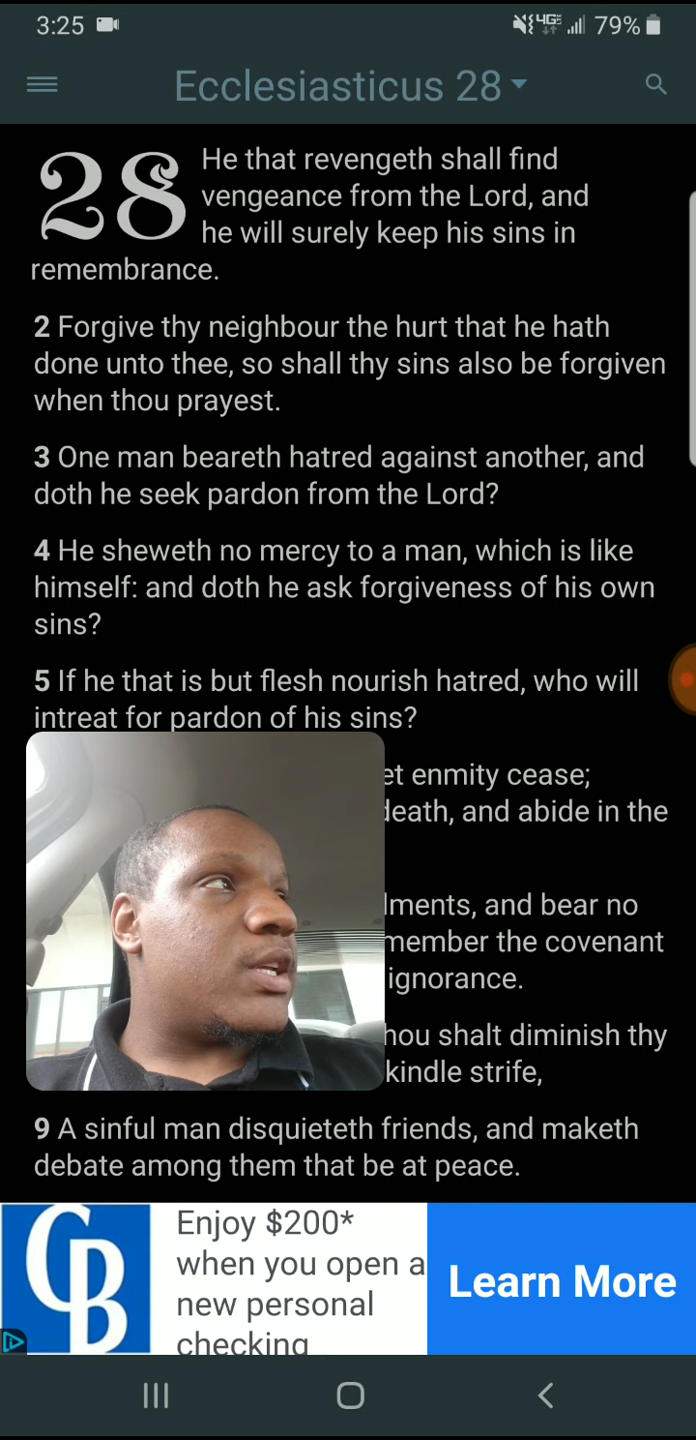 3:25
4GE 79%
Ecclesiasticus 28
28 He that revengeth shall find
vengeance from the Lord, and
he will surely keep his sins in
remembrance.
2 Forgive thy neighbour the hurt that he hath
done unto thee, so shall thy sins also be forgiven
when thou prayest.
3 One man beareth hatred against another, and
doth he seek pardon from the Lord?
4 He sheweth no mercy to a man, which is like
himself: and doth he ask forgiveness of his own
sins?
5 If he that is but flesh nourish hatred, who will
intreat for pardon of his sins?
et enmity cease;
death, and abide in the
ments, and bear no
member the covenant
ignorance.
hou shalt diminish thy
kindle strife,
9 A sinful man disquieteth friends, and maketh
debate among them that be at peace.
CB
Enjoy $200*
when you open a
new personal
checking
Learn More